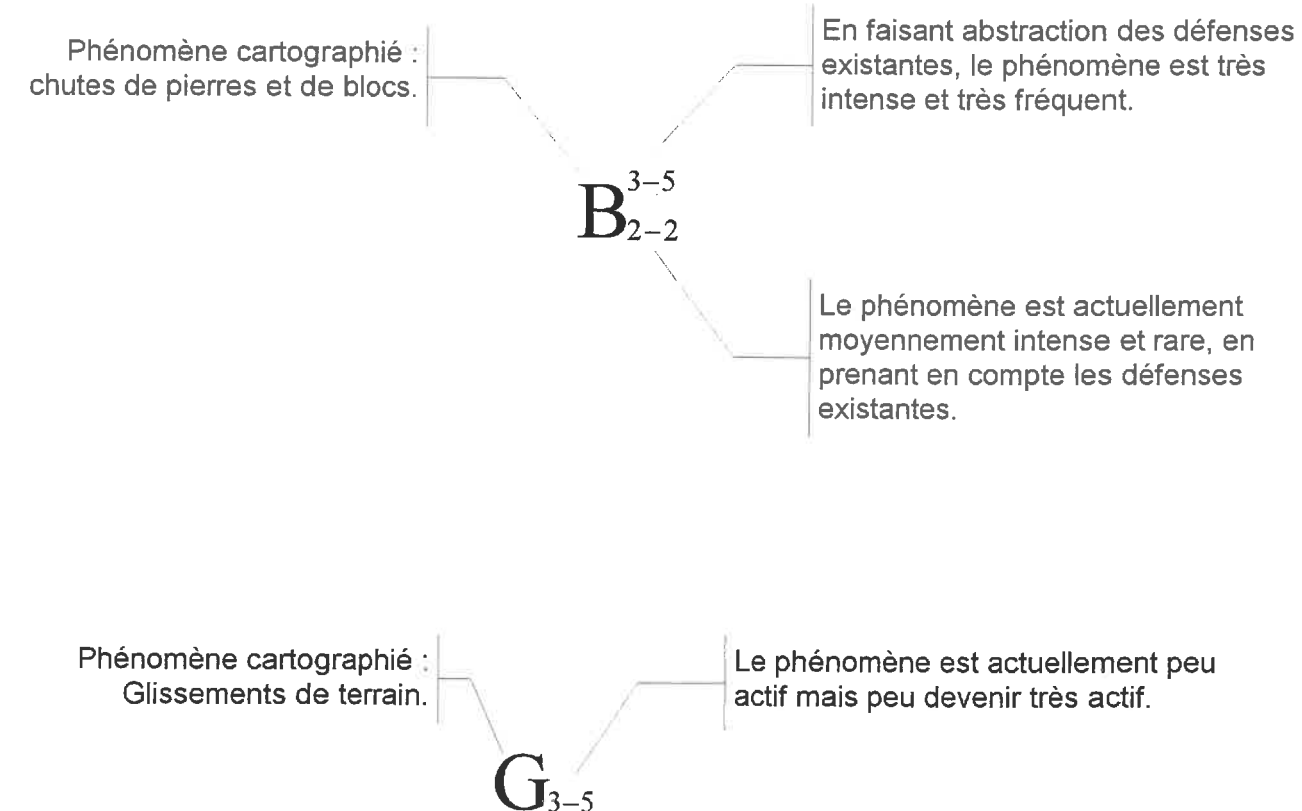 Phénomène cartographié :
chutes de pierres et de blocs.
En faisant abstraction des défenses
existantes, le phénomène est très
intense et très fréquent.
B 3–5
2–2
Le phénomène est actuellement
moyennement intense et rare, en
prenant en compte les défenses
existantes.
Phénomène cartographié :
Glissements de terrain.
Le phénomène est actuellement peu
actif mais peu devenir très actif.
G3–5